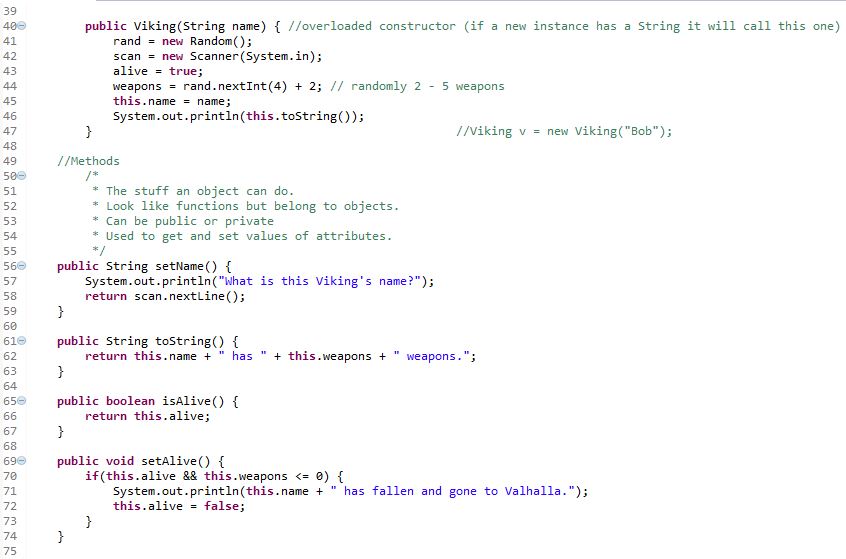 39
40 public Viking(String name) { //overloaded constructor (if a new instance has a String it will call this one)
41 rand = new Random();
42 scan = new Scanner(System.in);
43 alive = true;
44 weapons = rand.nextInt(4) + 2; // randomly 2 - 5 weapons
45 this.name = name;
46 System.out.println(this.toString());
47 } //Viking v = new Viking("Bob");
48
49 //Methods
50 /*
51 * The stuff an object can do.
52 * Look like functions but belong to objects.
53 * Can be public or private
54 * Used to get and set values of attributes.
55 */
56 public String setName() {
57 System.out.println("What is this Viking's name?");
58 return scan.nextLine();
59 }
60
61 public String toString() {
62 return this.name + " has " + this.weapons + " weapons.";
63 }
64
65 public boolean isAlive() {
66 return this.alive;
67 }
68
69 public void setAlive() {
70 if(this.alive && this.weapons <= 0) {
71 System.out.println(this.name + " has fallen and gone to Valhalla.");
72 this.alive = false;
73 }
74 }
75